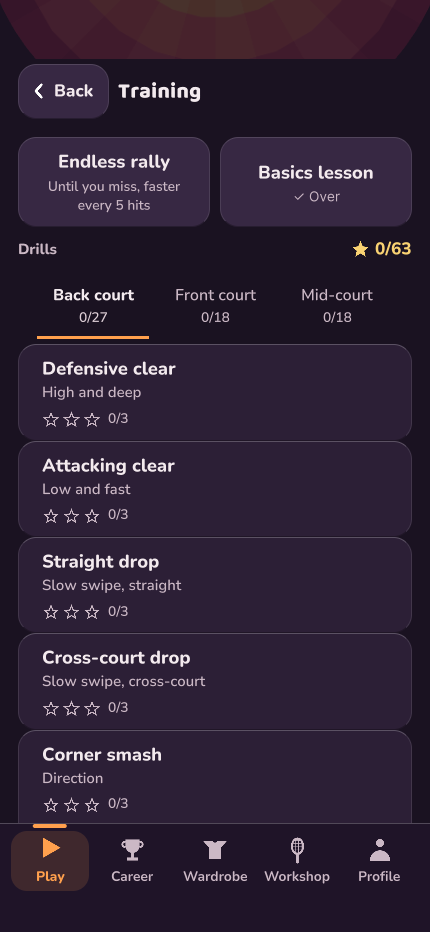 Back
Training
Endless rally
Until you miss, faster
every 5 hits
Basics lesson
✓ Over
Drills
0/63
Back court
0/27
Front court
0/18
Mid-court
0/18
Defensive clear
High and deep
0/3
Attacking clear
Low and fast
0/3
Straight drop
Slow swipe, straight
0/3
Cross-court drop
Slow swipe, cross-court
0/3
Corner smash
Direction
0/3
Play
Career
Wardrobe
Workshop
Profile